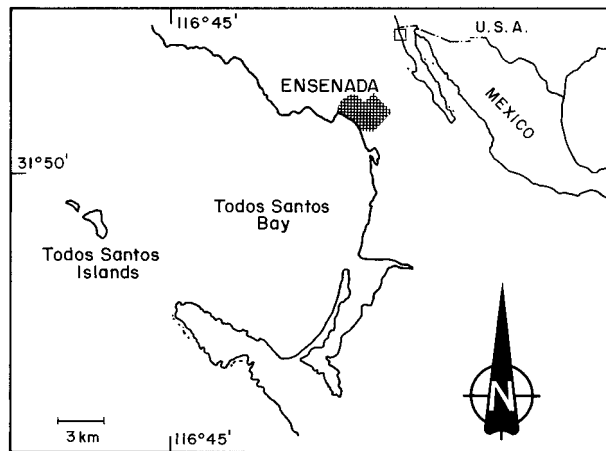 116°45'
U.S.A.
ENSENADA
MEXICO
31°50'
Todos Santos
Bay
Todos Santos
Islands
N
3 km
116°45'